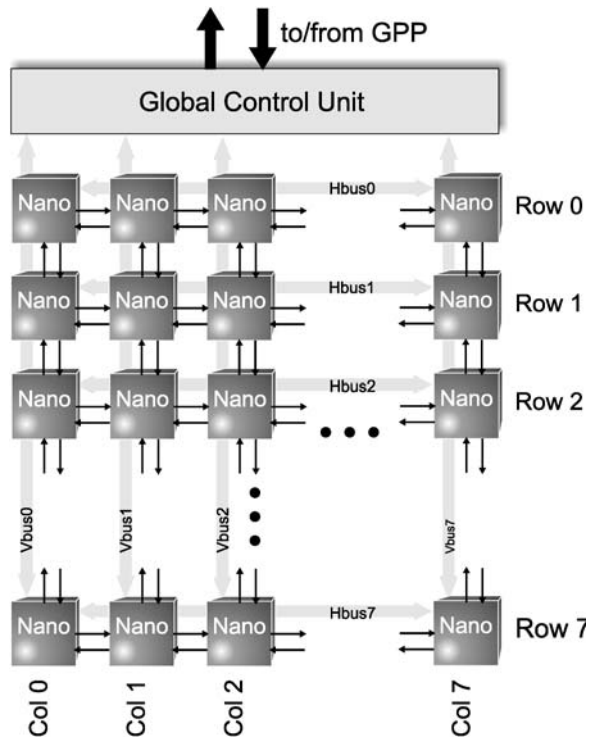 to/from GPP
Global Control Unit
Nano Nano Nano Hbus0 Nano Row 0
Nano Nano Nano Hbus1 Nano Row 1
Nano Nano Nano Hbus2 Nano Row 2
Vbus0 Vbus1 Vbus2 Vbus7
Nano Nano Nano Hbus7 Nano Row 7
Col 0 Col 1 Col 2 Col 7